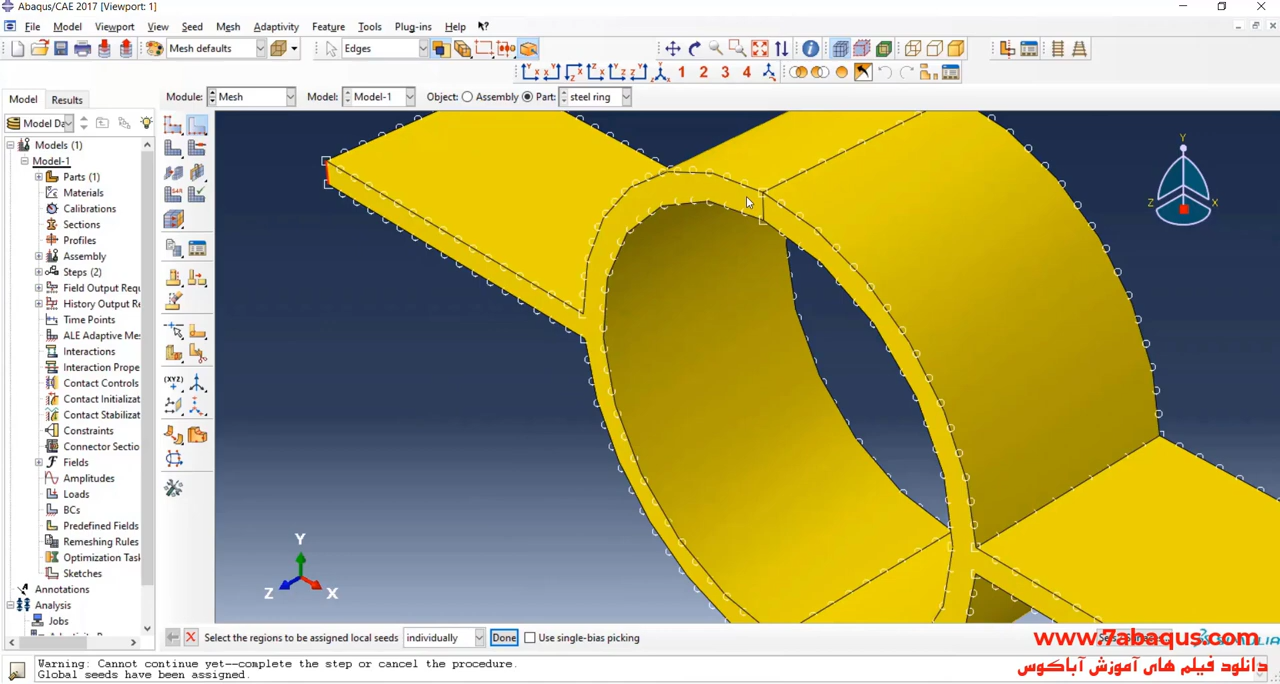 Abaqus/CAE 2017 [Viewport: 1]
File Model Viewport View Seed Mesh Adaptivity Feature Tools Plug-ins Help
Mesh defaults Edges
1 2 3 4
Model Results Module: Mesh Model: Model-1 Object: Assembly Part: steel ring
Model Da
Models (1)
Model-1
Parts (1)
Materials
Calibrations
Sections
Profiles
Assembly
Steps (2)
Field Output Requ
History Output Re
Time Points
ALE Adaptive Mes
Interactions
Interaction Prope
Contact Controls
Contact Initializat
Contact Stabilizat
Constraints
Connector Sectio
Fields
Amplitudes
Loads
BCs
Predefined Fields
Remeshing Rules
Optimization Task
Sketches
Annotations
Analysis
Jobs
Y
Z X
Y
Z X
(XYZ)
Select the regions to be assigned local seeds individually Done Use single-bias picking
www.7abaqus.com
دانلود فیلم های آموزش آباکوس
Warning: Cannot continue yet--complete the step or cancel the procedure.
Global seeds have been assigned.